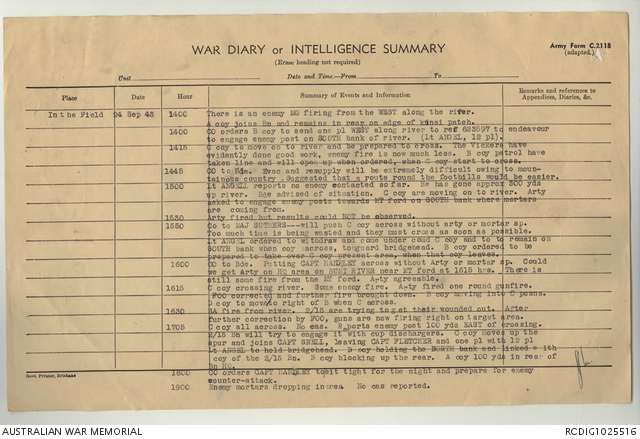 WAR DIARY or INTELLIGENCE SUMMARY
Army Form C.2118
(adapted.)
(Erase heading not required)
Unit
Date and Time—From
To
Place
Date
Hour
Summary of Events and Information
Remarks and references to
Appendices, Diaries, &c.
In the Field 24 Sep 43 1400 There is an enemy MG firing from the WEST along the river.
A coy joins Bn and remains in rear on edge of kunai patch.
1400 CO orders B coy to send one pl WEST along river to ref 623597 to endeavour
to engage enemy post on SOUTH bank of river. (Lt ANGEL, 12 pl).
1415 C coy to move on to river and be prepared to cross. The Vickers have
evidently done good work, enemy fire is now much less. B coy patrol have
taken line and will open up when ordered, when C coy start to cross.
1445 CO to Bde. Evac and resupply will be extremely difficult owing to moun-
tainous country Suggested that a route round the foothills would be easier.
1500 Lt ANGELL reports no enemy contacted so far. He has gone approx 300 yds
up river. Bde advised of situation. C coy are moving on to river. Arty
asked to engage enemy posts towards MT ford on SOUTH bank where mortars
are coming from.
1530 Arty fired but results could NOT be observed.
1550 Co to MAJ SUTHERS---will push C coy across without arty or mortar sp.
Too much time is being wasted and they must cross as soon as possible.
Lt ANGEL ordered to withdraw and come under comd C coy and to to remain on
SOUTH bank when coy sacross, toguard bridgehead. B coy ordered to be
prepared to take over C coy present area, when that coy leaves.
1600 CO to Bde. Putting CAPT HANDLEY across without Arty or mortar sp. Could
we get Arty on MG area on BUMI RIVER near MT ford at 1615 hrs. There is
still some fire from the MT ford. Arty agreeable.
1615 C coy crossing river. Some enemy fire. Arty fired one round gunfire.
FOO corrected and further fire brought down. B coy moving into C posns.
D coy to move to right of B when C across.
1630 SA fire from river. 2/15 are trying to get their wounded out. After
further correction by FOO, guns are now firing right on target area.
1705 C coy all across. No cas. Reports enemy post 100 yds EAST of crossing.
2/15 Bn will try to engage it with cup dischargers. C coy moves up the
spur and joins CAPT SNELL, leaving CAPT FLETCHER and one pl with 12 pl
Lt ANGEL to hold bridgehead. B coy holding the NORTH bank and linked with
coy of the 2/15 Bn. D coy blocking up the rear. A coy 100 yds in rear of
Bn HQ.
1800 CO orders CAPT HANDLEY to sit tight for the night and prepare for enemy
counter-attack.
1900 Enemy mortars dropping in area. No cas reported.
AUSTRALIAN WAR MEMORIAL
RCDIG1025516